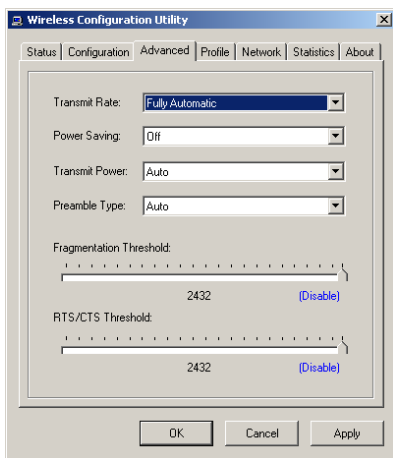 Wireless Configuration Utility
Status Configuration Advanced Profile Network Statistics About
Transmit Rate: Fully Automatic
Power Saving: Off
Transmit Power: Auto
Preamble Type: Auto
Fragmentation Threshold:
2432 (Disable)
RTS/CTS Threshold:
2432 (Disable)
OK Cancel Apply